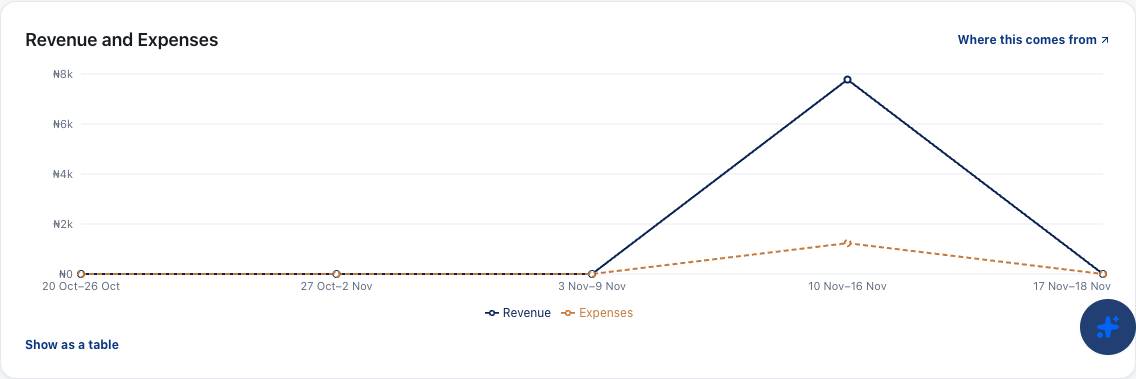 Revenue and Expenses
Where this comes from ↗
₦8k
₦6k
₦4k
₦2k
₦0
20 Oct–26 Oct
27 Oct–2 Nov
3 Nov–9 Nov
10 Nov–16 Nov
17 Nov–18 Nov
Revenue
Expenses
Show as a table